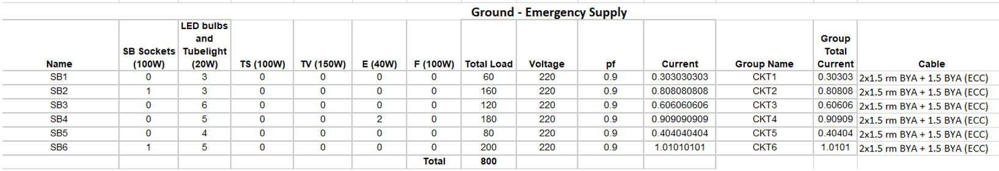 Ground - Emergency Supply
Name SB Sockets (100W) LED bulbs and Tubelight (20W) TS (100W) TV (150W) E (40W) F (100W) Total Load Voltage pf Current Group Name Group Total Current Cable
SB1 0 3 0 0 0 0 60 220 0.9 0.303030303 CKT1 0.30303 2x1.5 rm BYA + 1.5 BYA (ECC)
SB2 1 3 0 0 0 0 160 220 0.9 0.808080808 CKT2 0.80808 2x1.5 rm BYA + 1.5 BYA (ECC)
SB3 0 6 0 0 0 0 120 220 0.9 0.606060606 CKT3 0.60606 2x1.5 rm BYA + 1.5 BYA (ECC)
SB4 0 5 0 0 2 0 180 220 0.9 0.909090909 CKT4 0.90909 2x1.5 rm BYA + 1.5 BYA (ECC)
SB5 0 4 0 0 0 0 80 220 0.9 0.404040404 CKT5 0.40404 2x1.5 rm BYA + 1.5 BYA (ECC)
SB6 1 5 0 0 0 0 200 220 0.9 1.01010101 CKT6 1.0101 2x1.5 rm BYA + 1.5 BYA (ECC)
Total 800